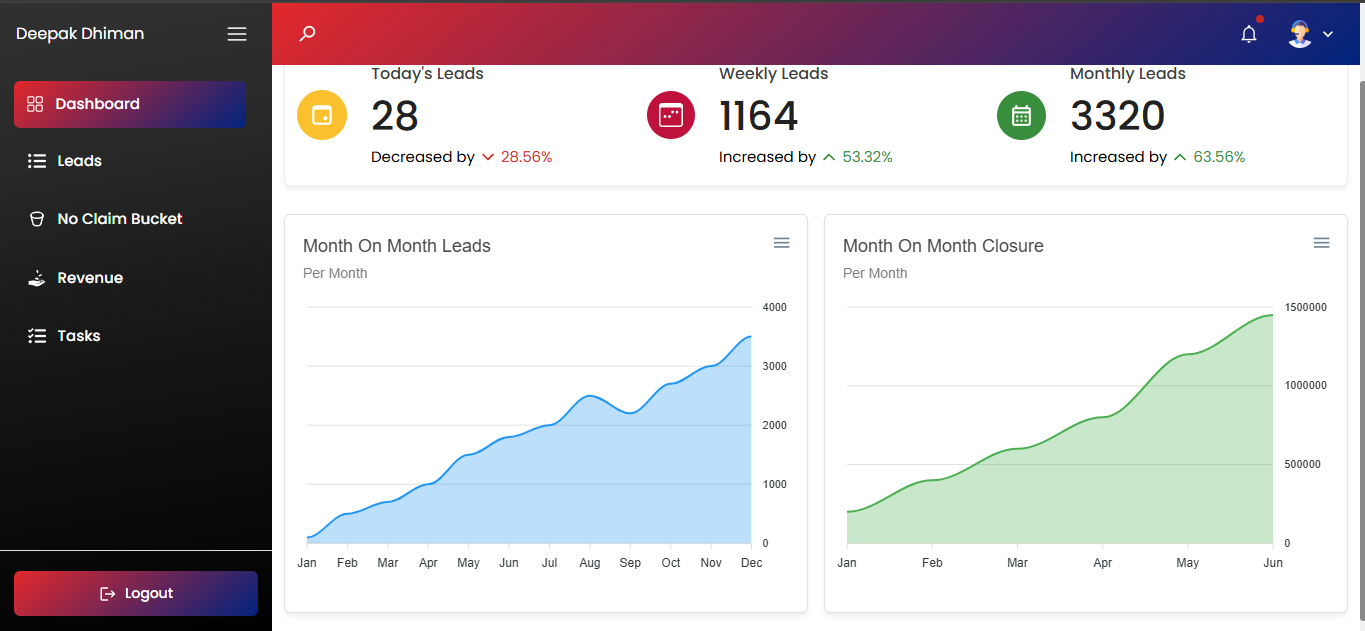 Deepak Dhiman
Dashboard
Leads
No Claim Bucket
Revenue
Tasks
Logout
Today's Leads
28
Decreased by 28.56%
Weekly Leads
1164
Increased by 53.32%
Monthly Leads
3320
Increased by 63.56%
Month On Month Leads
Per Month
4000
3000
2000
1000
0
Jan Feb Mar Apr May Jun Jul Aug Sep Oct Nov Dec
Month On Month Closure
Per Month
1500000
1000000
500000
0
Jan Feb Mar Apr May Jun